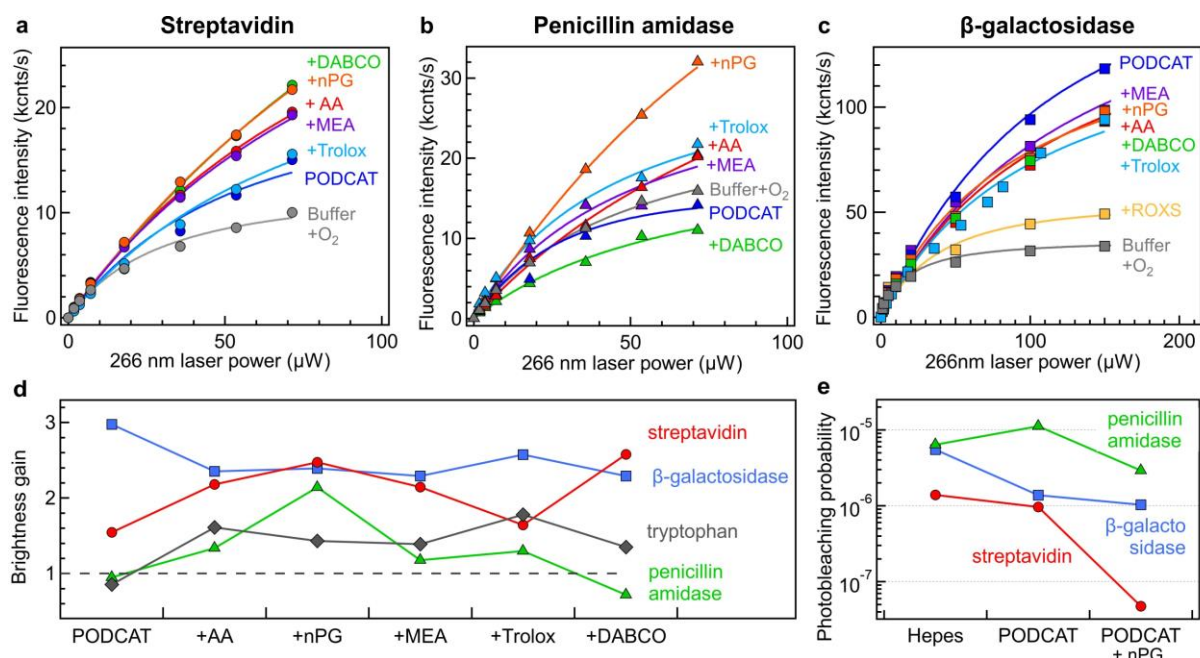 a
Streptavidin
Fluorescence intensity (kcnts/s)
20
10
0
+DABCO
+nPG
+ AA
+MEA
+Trolox
PODCAT
Buffer
+O2
0
50
100
266 nm laser power (µW)
b
Penicillin amidase
Fluorescence intensity (kcnts/s)
30
20
10
0
+nPG
+Trolox
+AA
+MEA
Buffer+O2
PODCAT
+DABCO
0
50
100
266 nm laser power (µW)
c
β-galactosidase
Fluorescence intensity (kcnts/s)
100
50
0
PODCAT
+MEA
+nPG
+AA
+DABCO
+Trolox
+ROXS
Buffer
+O2
0
100
200
266nm laser power (µW)
d
Brightness gain
3
2
1
streptavidin
β-galactosidase
tryptophan
penicillin
amidase
PODCAT
+AA
+nPG
+MEA
+Trolox
+DABCO
e
Photobleaching probability
10-5
10-6
10-7
penicillin
amidase
β-galacto
sidase
streptavidin
Hepes
PODCAT
PODCAT
+ nPG